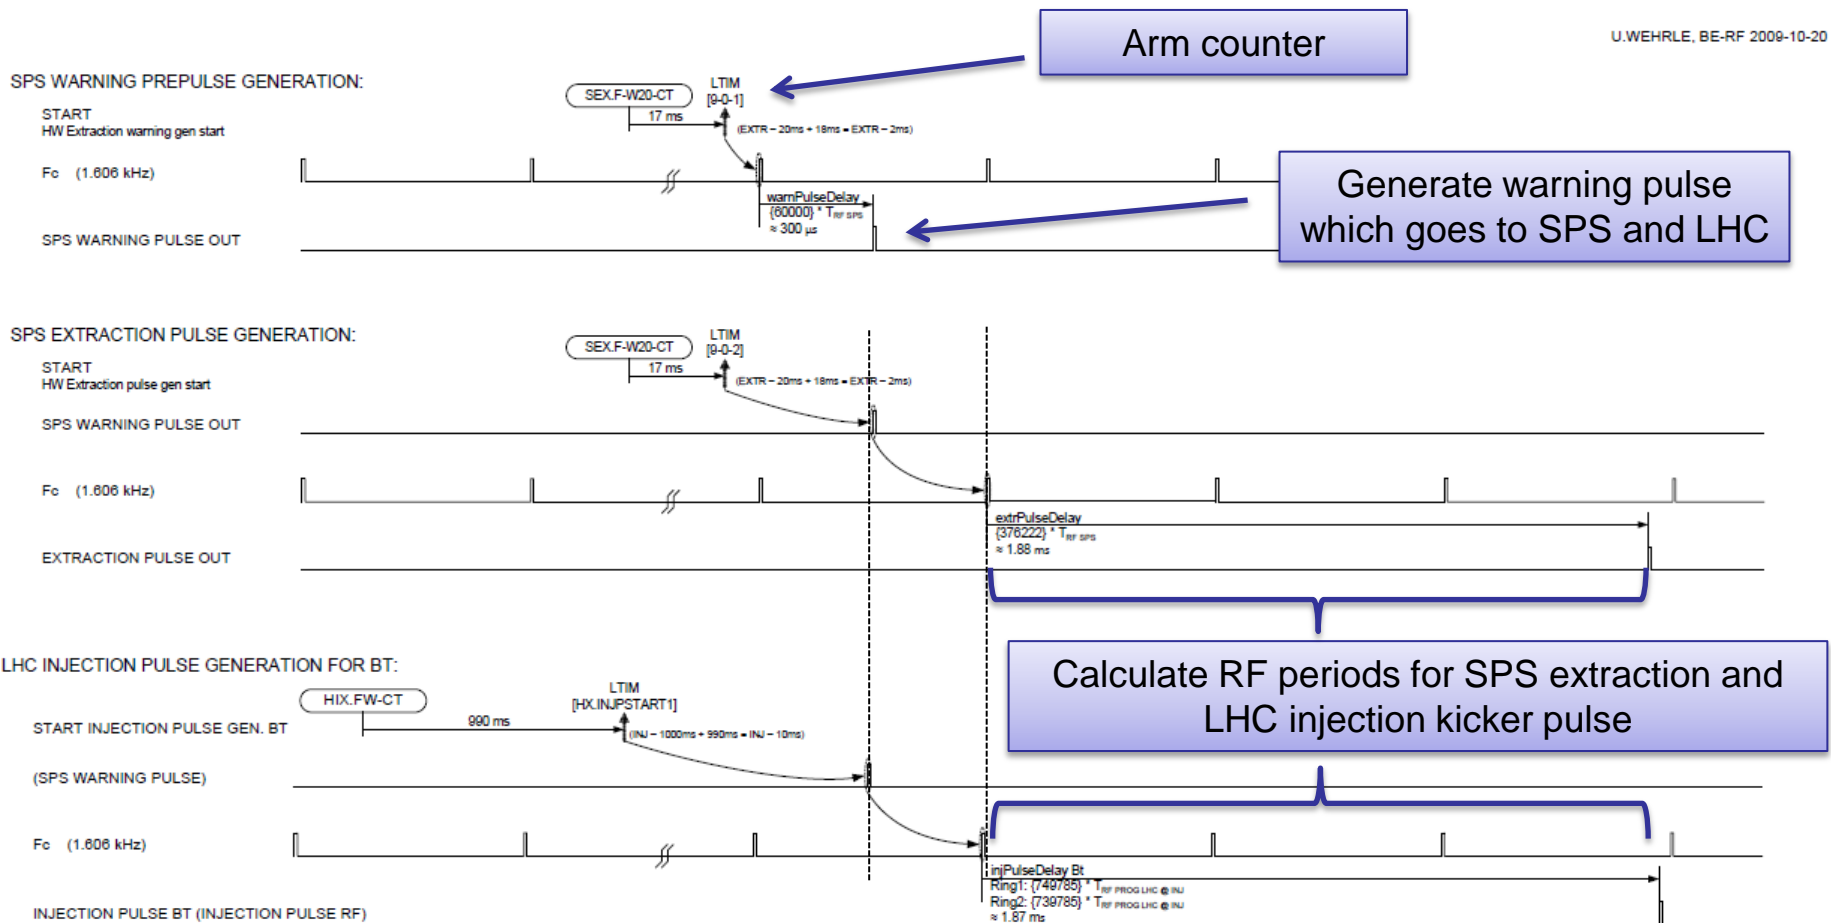 Arm counter
U.WEHRLE, BE-RF 2009-10-20
SPS WARNING PREPULSE GENERATION:
START
HW Extraction warning gen start
SEX.F-W20-CT
LTIM
[9-0-1]
17 ms
(EXTR – 20ms + 18ms = EXTR – 2ms)
Fc (1.606 kHz)
warnPulseDelay
{60000} * T RF SPS
≈ 300 µs
Generate warning pulse
which goes to SPS and LHC
SPS WARNING PULSE OUT
SPS EXTRACTION PULSE GENERATION:
START
HW Extraction pulse gen start
SEX.F-W20-CT
LTIM
[9-0-2]
17 ms
(EXTR – 20ms + 18ms = EXTR – 2ms)
SPS WARNING PULSE OUT
Fc (1.606 kHz)
extrPulseDelay
{376222} * T RF SPS
≈ 1.88 ms
EXTRACTION PULSE OUT
Calculate RF periods for SPS extraction and
LHC injection kicker pulse
LHC INJECTION PULSE GENERATION FOR BT:
HIX.FW-CT
LTIM
[HX.INJPSTART1]
START INJECTION PULSE GEN. BT
990 ms
(INJ – 1000ms + 990ms = INJ – 10ms)
(SPS WARNING PULSE)
Fc (1.606 kHz)
injPulseDelay Bt
Ring1: {749785} * T RF PROG LHC @ INJ
Ring2: {739785} * T RF PROG LHC @ INJ
≈ 1.87 ms
INJECTION PULSE BT (INJECTION PULSE RF)